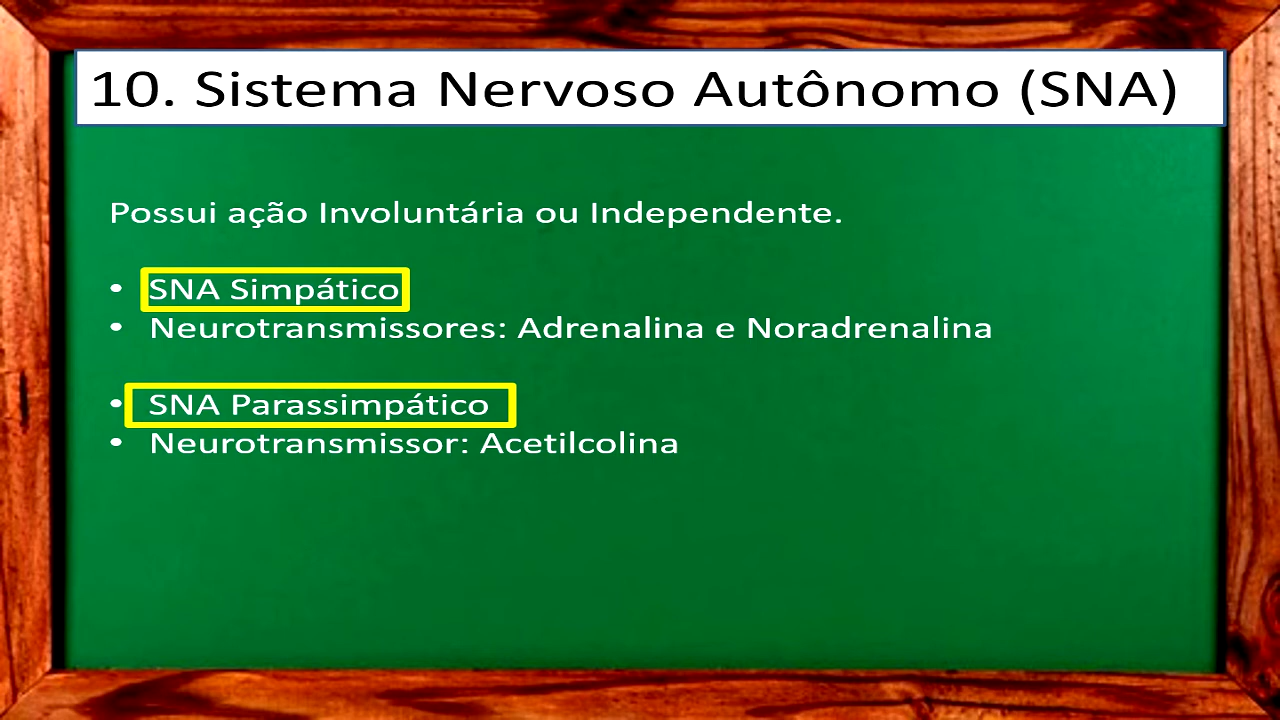 10. Sistema Nervoso Autônomo (SNA)
Possui ação Involuntária ou Independente.
• SNA Simpático
• Neurotransmissores: Adrenalina e Noradrenalina
• SNA Parassimpático
• Neurotransmissor: Acetilcolina